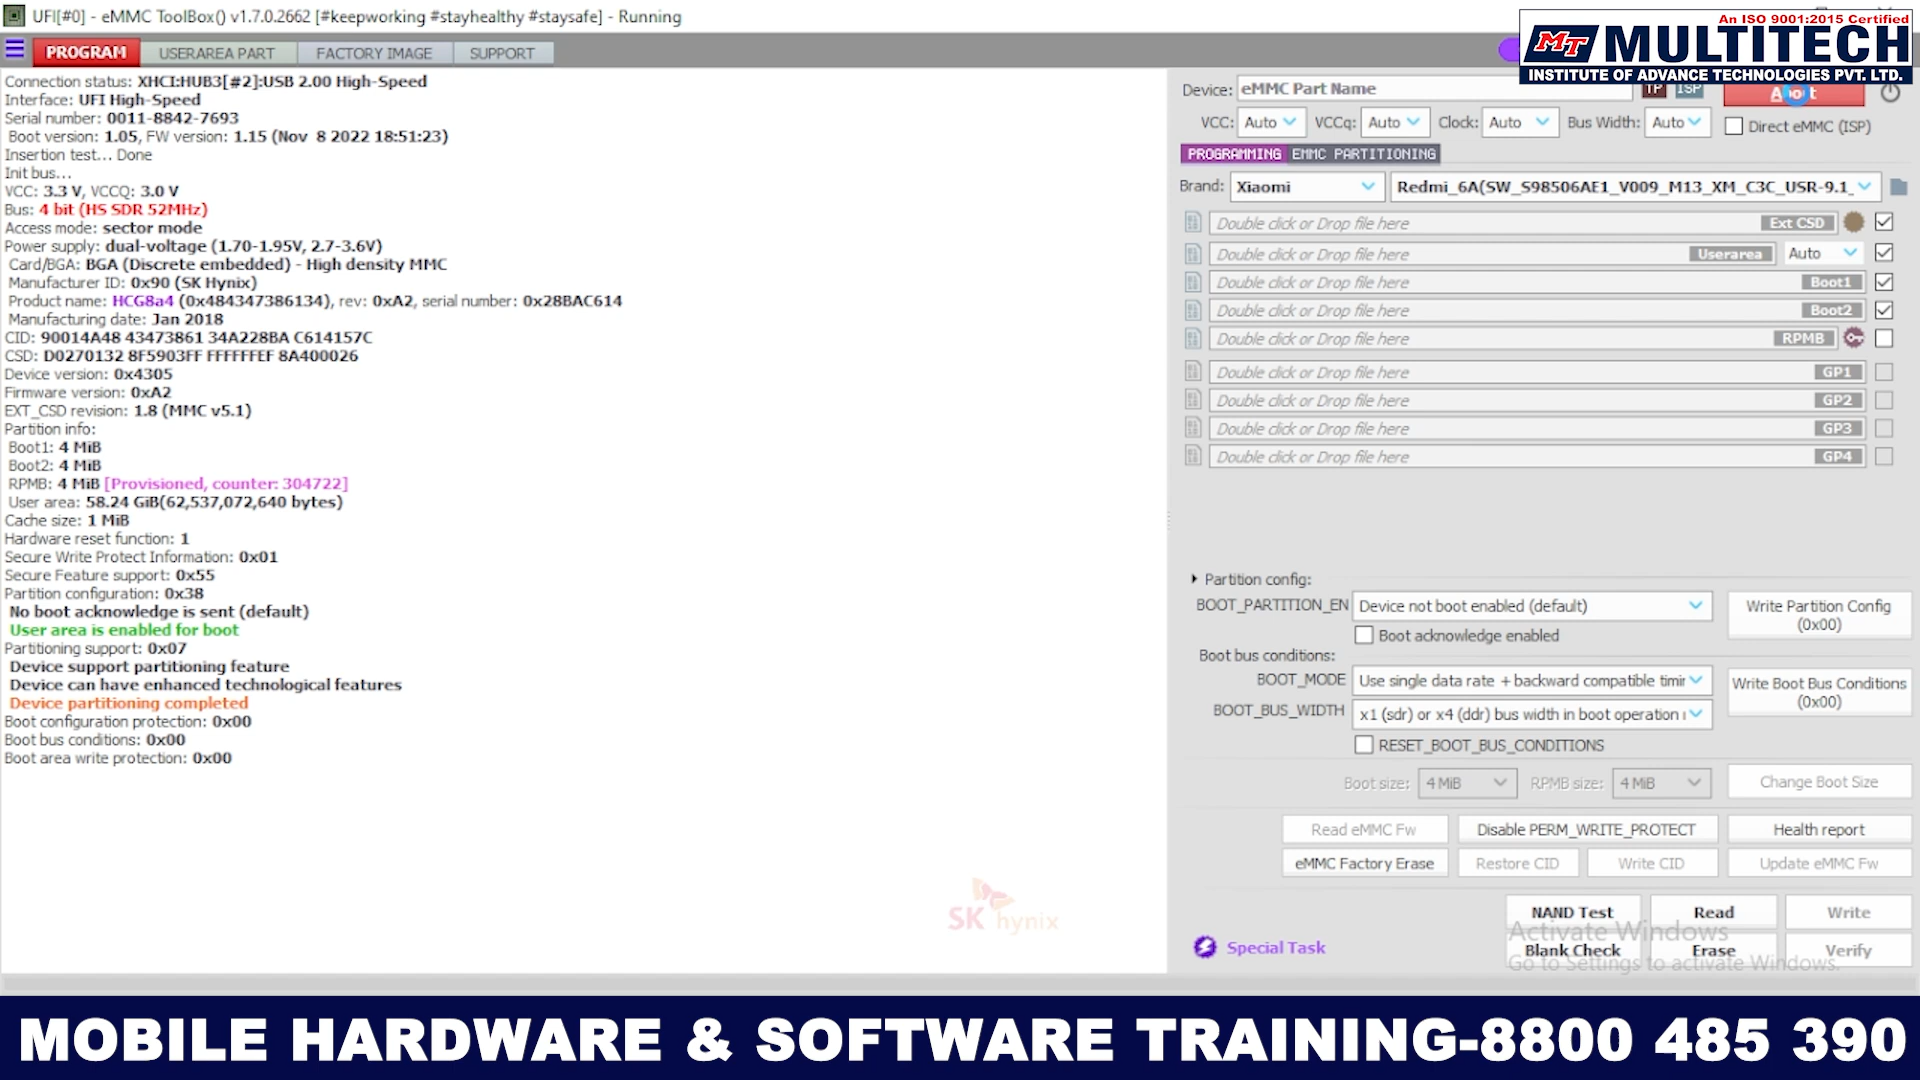 UFI[#0] - eMMC ToolBox() v1.7.0.2662 [#keepworking #stayhealthy #staysafe] - Running
An ISO 9001:2015 Certified
MT MULTITECH
INSTITUTE OF ADVANCE TECHNOLOGIES PVT. LTD.
PROGRAM USERAREA PART FACTORY IMAGE SUPPORT
Connection status: XHCI:HUB3[#2]:USB 2.00 High-Speed
Interface: UFI High-Speed
Serial number: 0011-8842-7693
Boot version: 1.05, FW version: 1.15 (Nov 8 2022 18:51:23)
Insertion test... Done
Init bus...
VCC: 3.3 V, VCCQ: 3.0 V
Bus: 4 bit (HS SDR 52MHz)
Access mode: sector mode
Power supply: dual-voltage (1.70-1.95V, 2.7-3.6V)
Card/BGA: BGA (Discrete embedded) - High density MMC
Manufacturer ID: 0x90 (SK Hynix)
Product name: HCG8a4 (0x484347386134), rev: 0xA2, serial number: 0x28BAC614
Manufacturing date: Jan 2018
CID: 90014A48 43473861 34A228BA C614157C
CSD: D0270132 8F5903FF FFFFFFEF 8A400026
Device version: 0x4305
Firmware version: 0xA2
EXT_CSD revision: 1.8 (MMC v5.1)
Partition info:
Boot1: 4 MiB
Boot2: 4 MiB
RPMB: 4 MiB [Provisioned, counter: 304722]
User area: 58.24 GiB(62,537,072,640 bytes)
Cache size: 1 MiB
Hardware reset function: 1
Secure Write Protect Information: 0x01
Secure Feature support: 0x55
Partition configuration: 0x38
No boot acknowledge is sent (default)
User area is enabled for boot
Partitioning support: 0x07
Device support partitioning feature
Device can have enhanced technological features
Device partitioning completed
Boot configuration protection: 0x00
Boot bus conditions: 0x00
Boot area write protection: 0x00
SK hynix
Device: eMMC Part Name TP ISP
VCC: Auto VCCq: Auto Clock: Auto Bus Width: Auto Direct eMMC (ISP)
PROGRAMMING EMMC PARTITIONING
Brand: Xiaomi Redmi_6A(SW_S98506AE1_V009_M13_XM_C3C_USR-9.1_
Double click or Drop file here Ext CSD
Double click or Drop file here Userarea Auto
Double click or Drop file here Boot1
Double click or Drop file here Boot2
Double click or Drop file here RPMB
Double click or Drop file here GP1
Double click or Drop file here GP2
Double click or Drop file here GP3
Double click or Drop file here GP4
Partition config:
BOOT_PARTITION_EN Device not boot enabled (default) Write Partition Config
(0x00)
Boot acknowledge enabled
Boot bus conditions:
BOOT_MODE Use single data rate + backward compatible timir Write Boot Bus Conditions
(0x00)
BOOT_BUS_WIDTH x1 (sdr) or x4 (ddr) bus width in boot operation
RESET_BOOT_BUS_CONDITIONS
Boot size: 4 MiB RPMB size: 4 MiB Change Boot Size
Read eMMC Fw Disable PERM_WRITE_PROTECT Health report
eMMC Factory Erase Restore CID Write CID Update eMMC Fw
NAND Test Read Write
Activate Windows
Special Task Blank Check Erase Verify
Go to Settings to activate Windows.
MOBILE HARDWARE & SOFTWARE TRAINING-8800 485 390